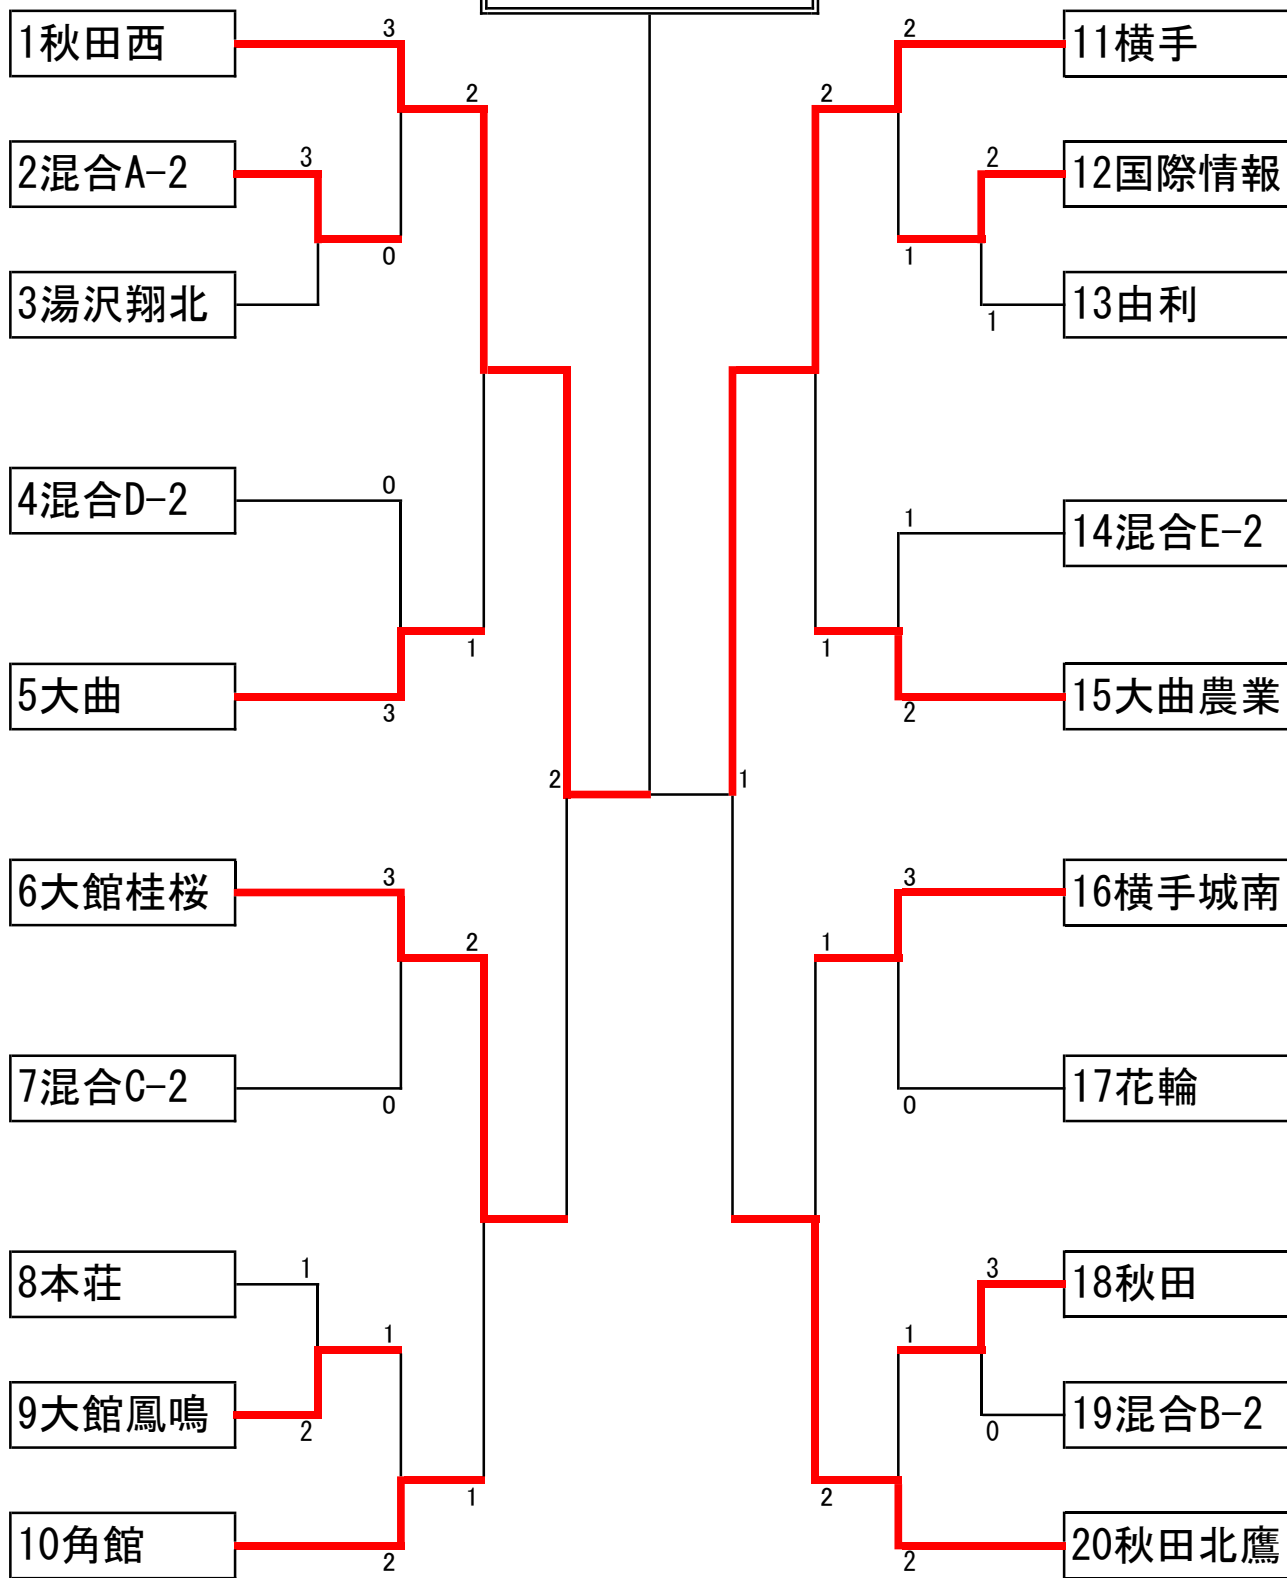 1秋田西
3
2
2混合A-2
3
0
3湯沢翔北
4混合D-2
0
1
5大曲
3
2
6大館桂桜
3
2
7混合C-2
0
8本荘
1
1
9大館鳳鳴
2
1
10角館
2
2
11横手
2
2
12国際情報
1
1
13由利
1
14混合E-2
1
2
15大曲農業
1
3
16横手城南
1
0
17花輪
3
18秋田
1
0
19混合B-2
2
2
20秋田北鷹